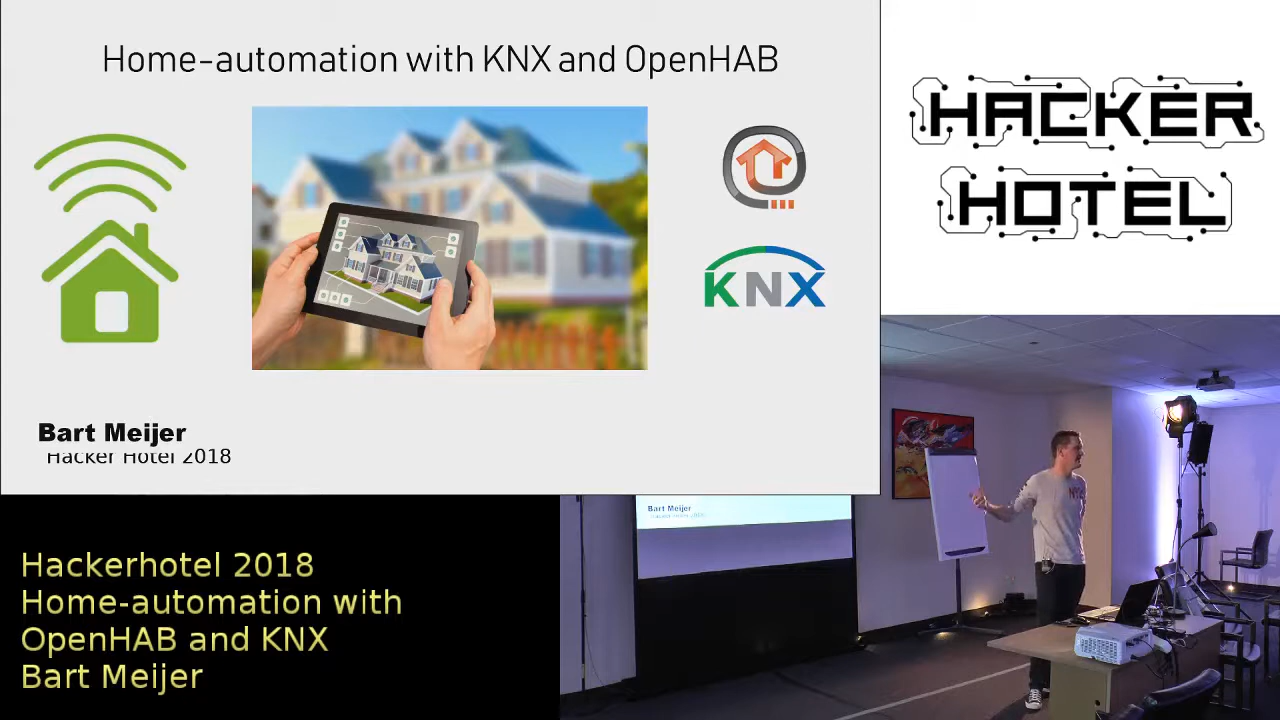 Home-automation with KNX and OpenHAB
KNX
Bart Meijer
Hacker Hotel 2018
HACKER
HOTEL
Bart Meijer
Hackerhotel 2018
Home-automation with
OpenHAB and KNX
Bart Meijer